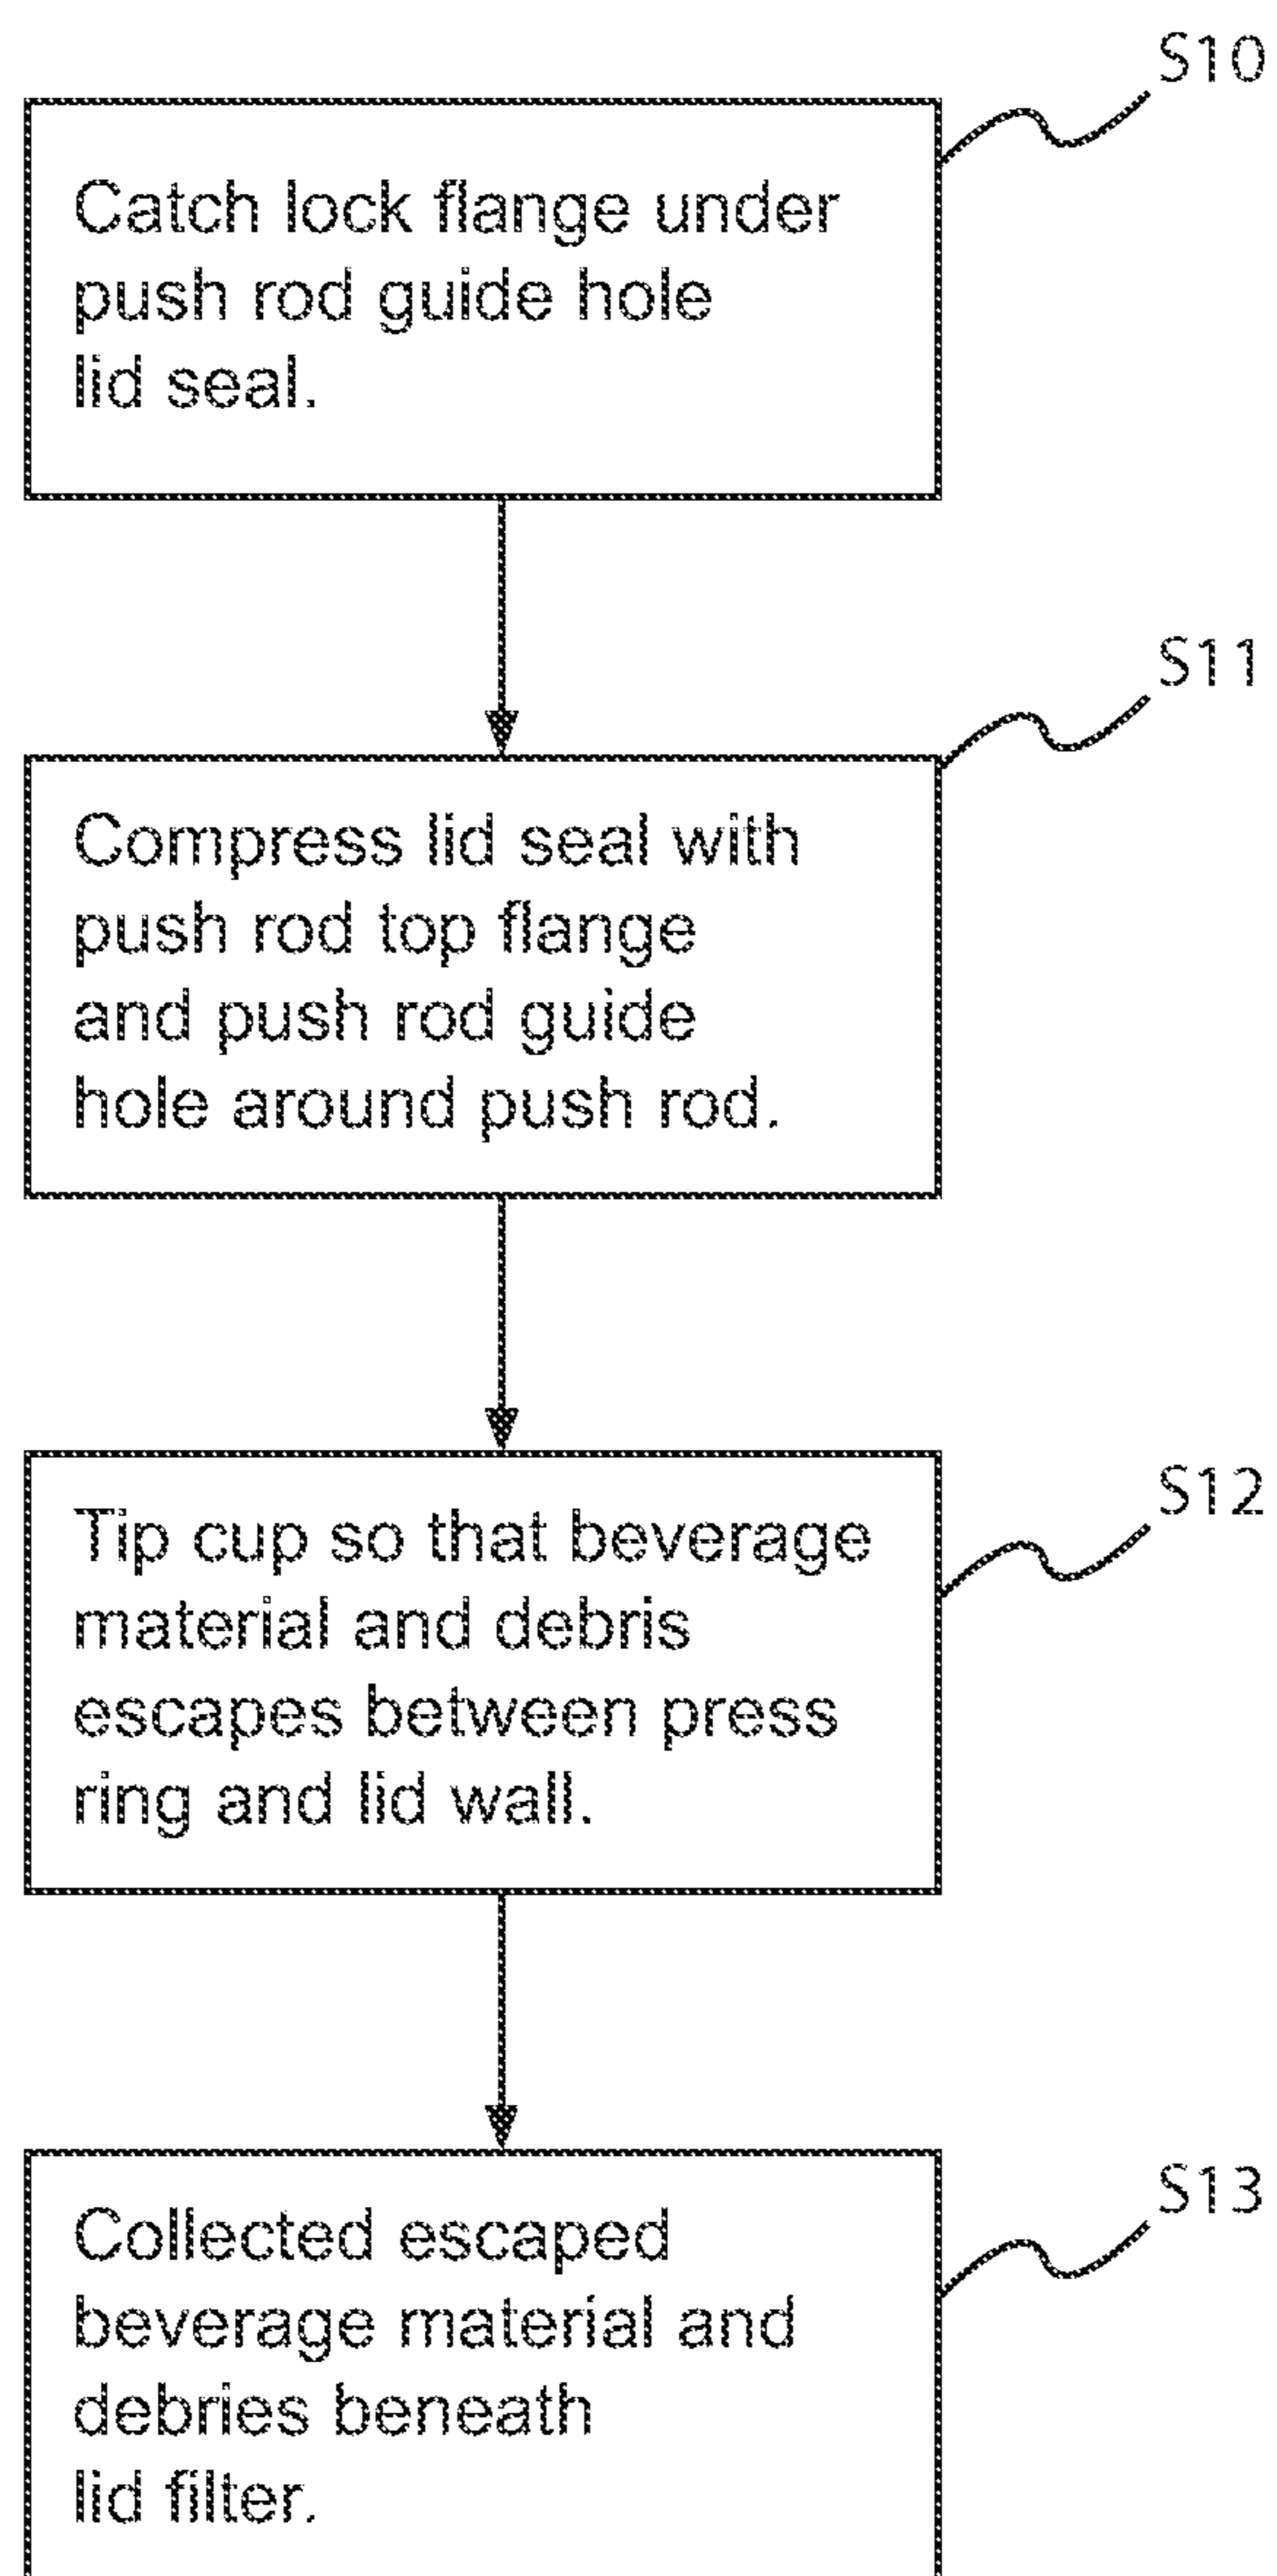 S10
Catch lock flange under
push rod guide hole
lid seal.
S11
Compress lid seal with
push rod top flange
and push rod guide
hole around push rod.
S12
Tip cup so that beverage
material and debris
escapes between press
ring and lid wall.
S13
Collected escaped
beverage material and
debries beneath
lid filter.